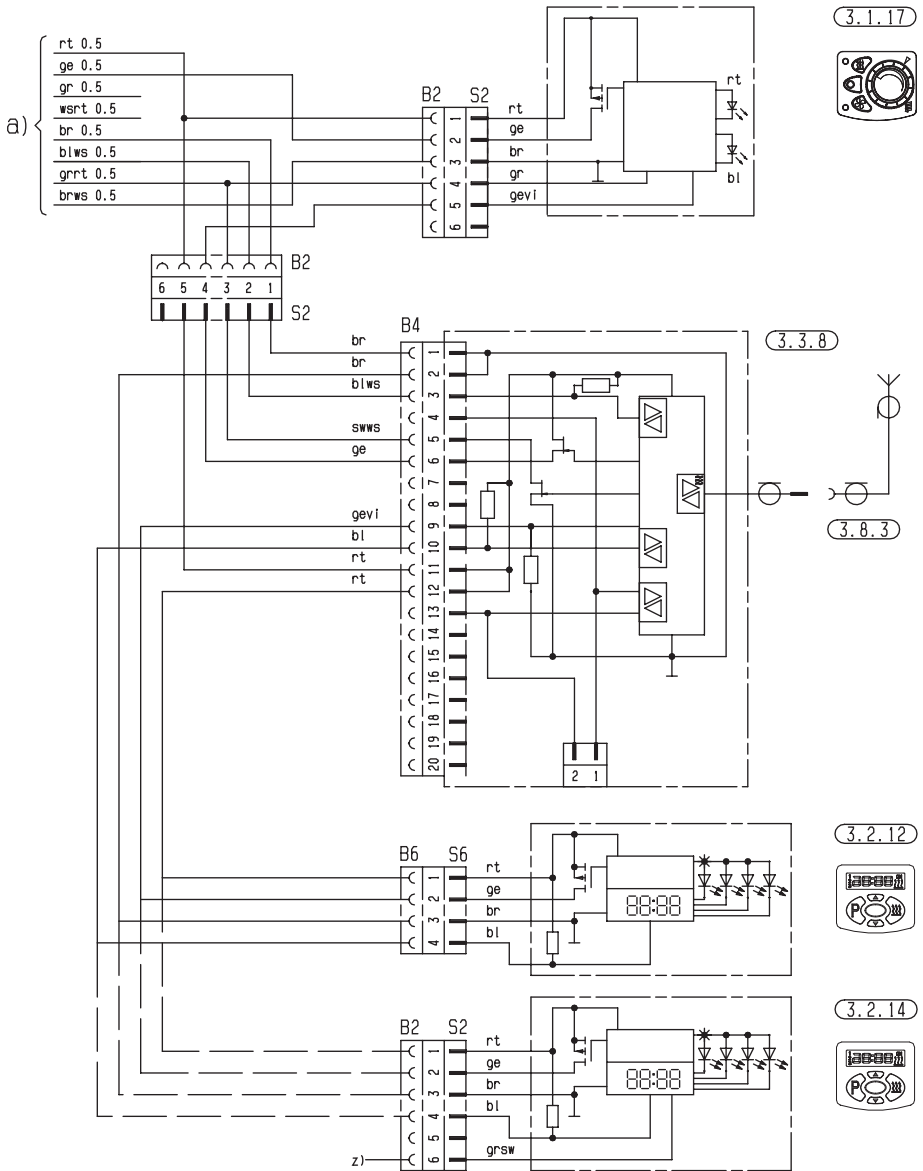 3.1.17
a)
rt 0.5
ge 0.5
gr 0.5
wsrt 0.5
br 0.5
blws 0.5
grrt 0.5
brws 0.5
B2 S2
1 rt
2 ge
3 br
4 gr
5 gevi
6
rt
bl
B2
6 5 4 3 2 1
S2
B4
3.3.8
br 1
br 2
blws 3
4
swws 5
ge 6
7
8
gevi 9
bl 10
rt 11
rt 12
13
14
15
16
17
18
19
20
2 1
3.8.3
3.2.12
B6 S6
1 rt
2 ge
3 br
4 bl
88:88
P
3.2.14
B2 S2
1 rt
2 ge
3 br
4 bl
5
z) 6 grsw
88:88
P